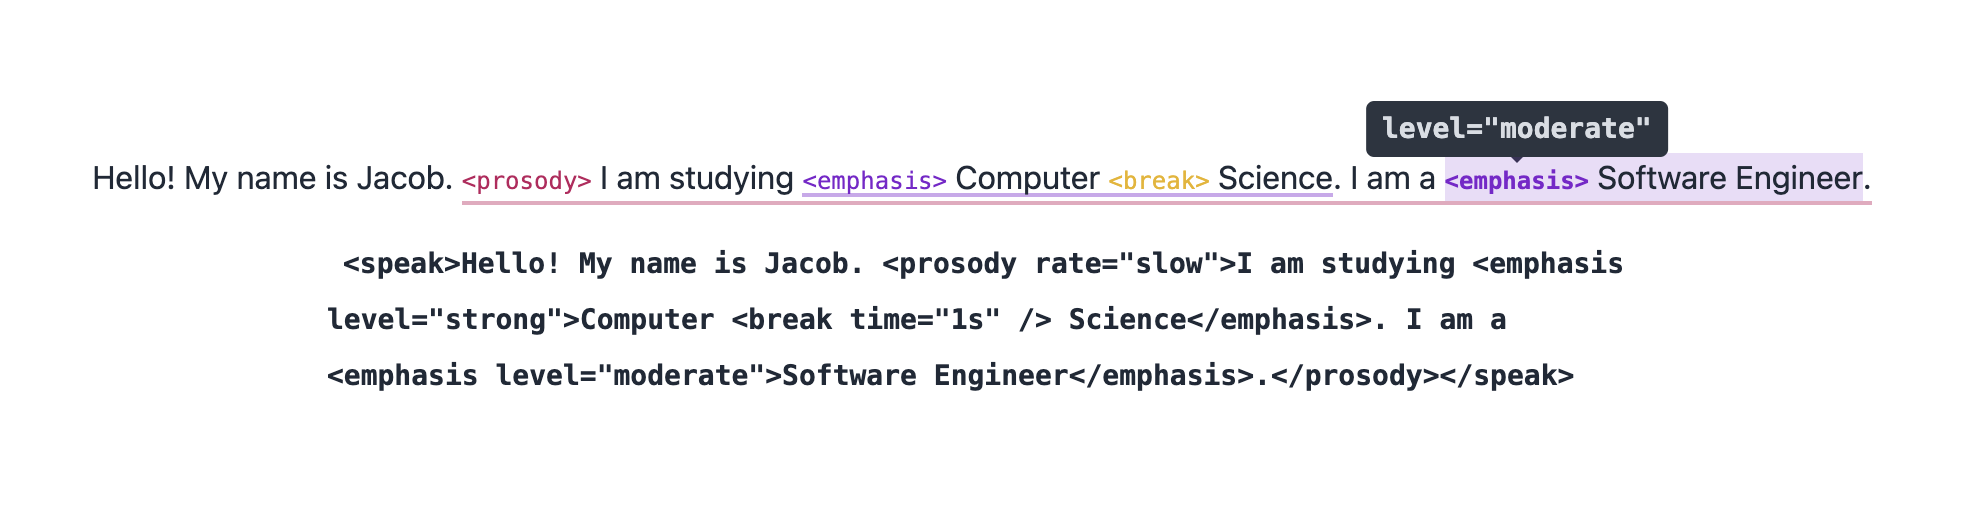 level="moderate"
Hello! My name is Jacob. <prosody> I am studying <emphasis> Computer <break> Science. I am a <emphasis> Software Engineer.
<speak>Hello! My name is Jacob. <prosody rate="slow">I am studying <emphasis
level="strong">Computer <break time="1s" /> Science</emphasis>. I am a
<emphasis level="moderate">Software Engineer</emphasis>.</prosody></speak>